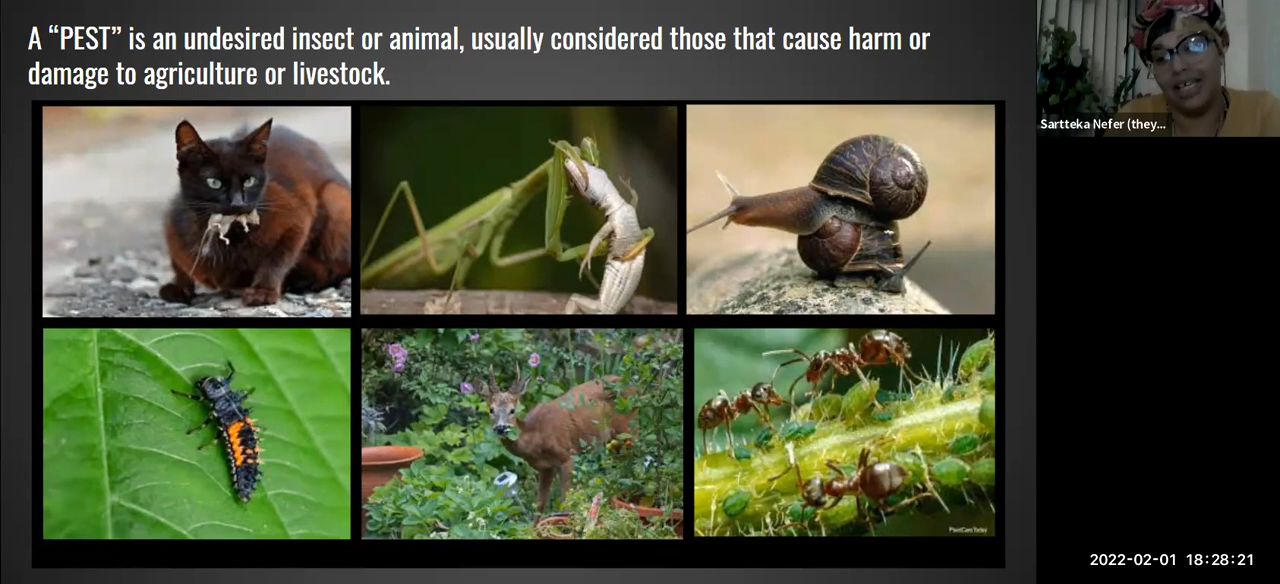 A “PEST” is an undesired insect or animal, usually considered those that cause harm or
damage to agriculture or livestock.
Sartteka Nefer (they...
PlantCareToday
2022-02-01 18:28:21